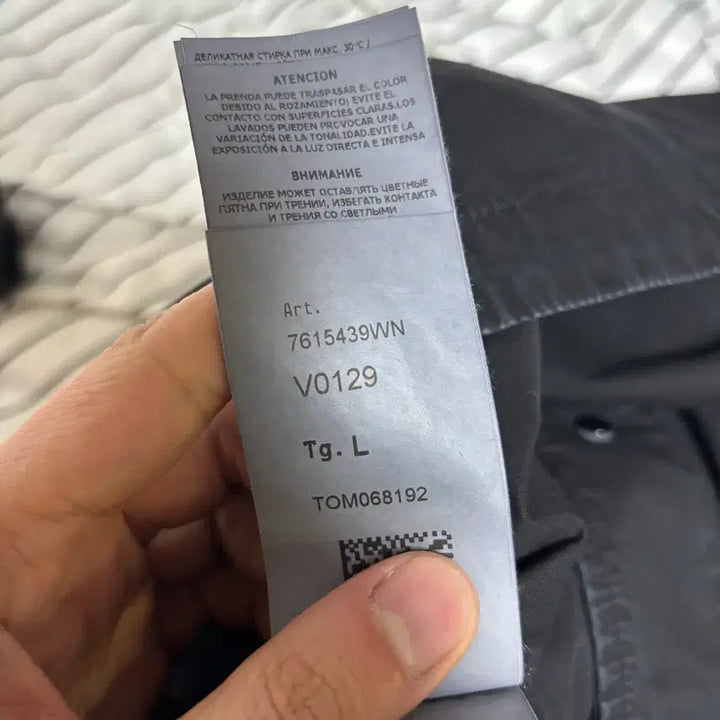 ДЕЛИКАТНАЯ СТИРКА ПРИ МАКС. 30°C /
ATENCION
LA PRENDA PUEDE TRASPASAR EL COLOR
DEBIDO AL ROZAMIENTO; EVITE EL
CONTACTO CON SUPERFICIES CLARAS.LOS
LAVADOS PUEDEN PROVOCAR UNA
VARIACIÓN DE LA TONALIDAD.EVITE LA
EXPOSICIÓN A LA LUZ DIRECTA E INTENSA
ВНИМАНИЕ
ИЗДЕЛИЕ МОЖЕТ ОСТАВЛЯТЬ ЦВЕТНЫЕ
ПЯТНА ПРИ ТРЕНИИ, ИЗБЕГАТЬ КОНТАКТА
И ТРЕНИЯ СО СВЕТЛЫМИ
Art.
7615439WN
V0129
Tg. L
TOM068192